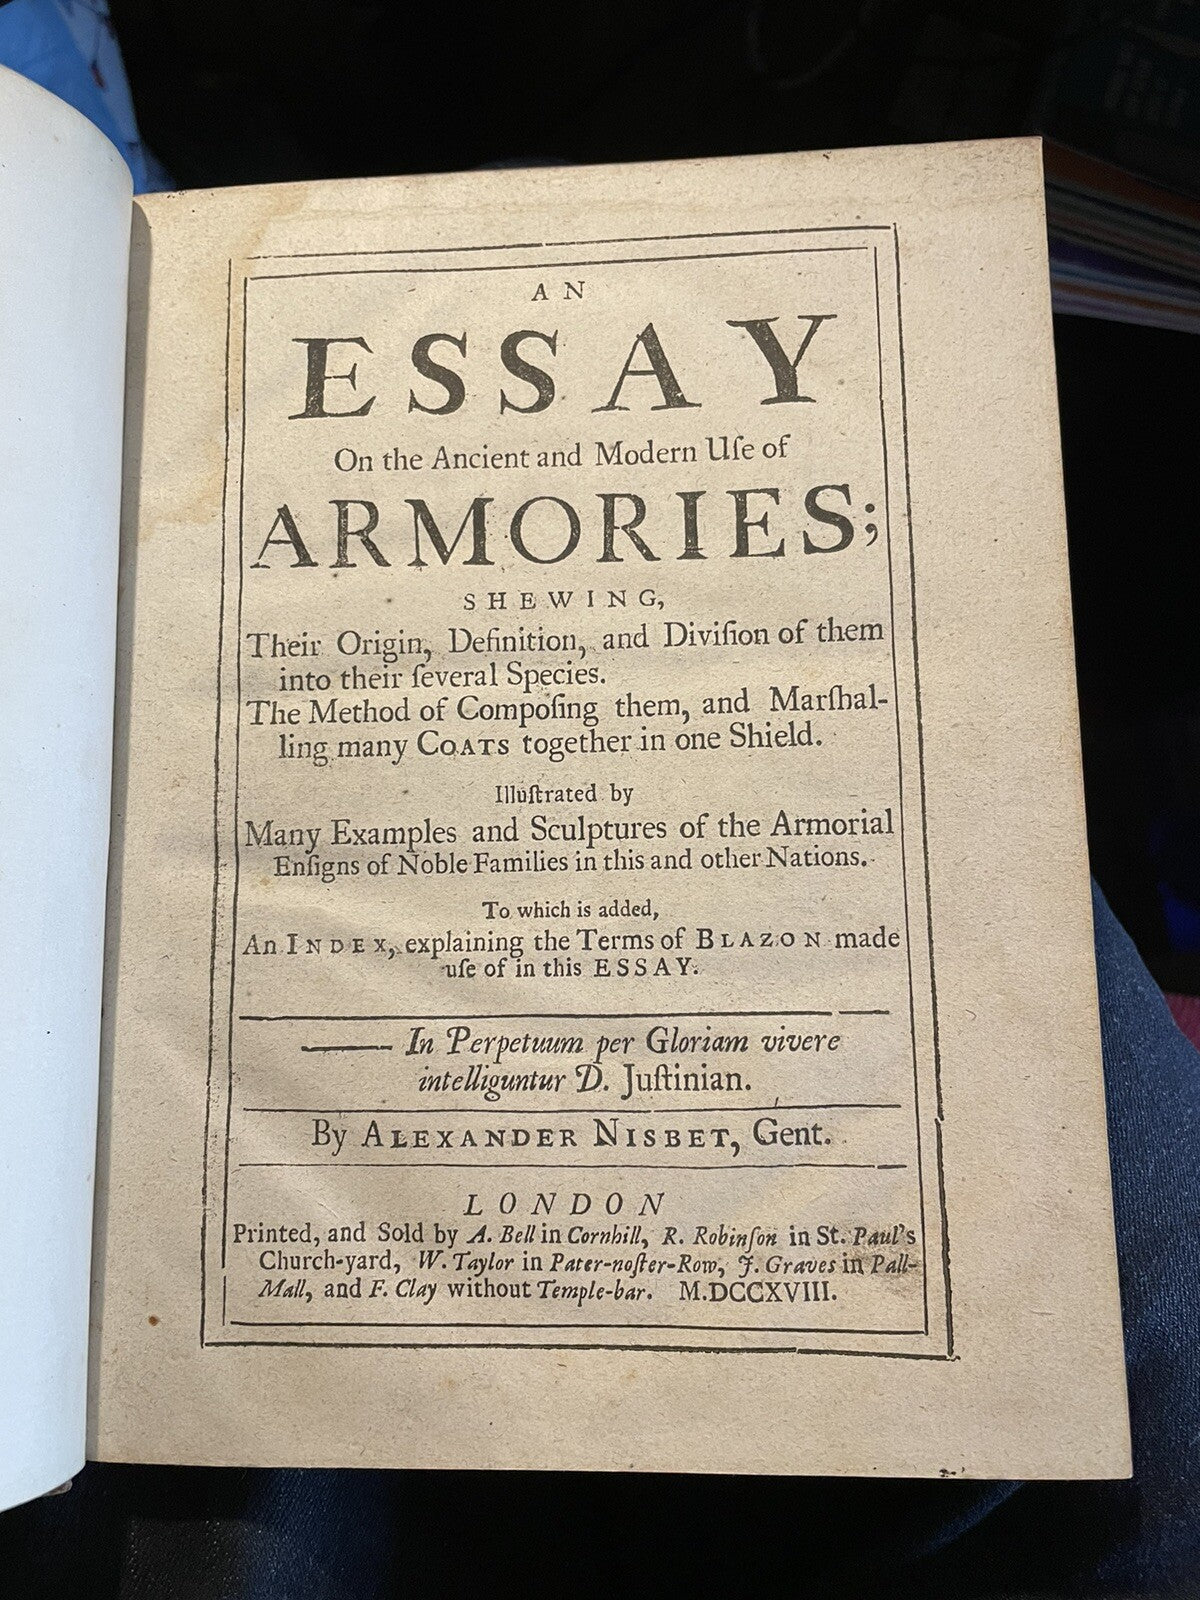 AN
ESSAY
On the Ancient and Modern Uſe of
ARMORIES;
SHEWING,
Their Origin, Definition, and Diviſion of them
into their ſeveral Species.
The Method of Compoſing them, and Marſhal-
ling many COATS together in one Shield.
Illuſtrated by
Many Examples and Sculptures of the Armorial
Enſigns of Noble Families in this and other Nations.
To which is added,
An INDEX, explaining the Terms of BLAZON made
uſe of in this ESSAY.
—— In Perpetuum per Gloriam vivere
intelliguntur D. Juſtinian.
By ALEXANDER NISBET, Gent.
LONDON
Printed, and Sold by A. Bell in Cornhill, R. Robinſon in St. Paul's
Church-yard, W. Taylor in Pater-noſter-Row, J. Graves in Pall-
Mall, and F. Clay without Temple-bar. M.DCCXVIII.